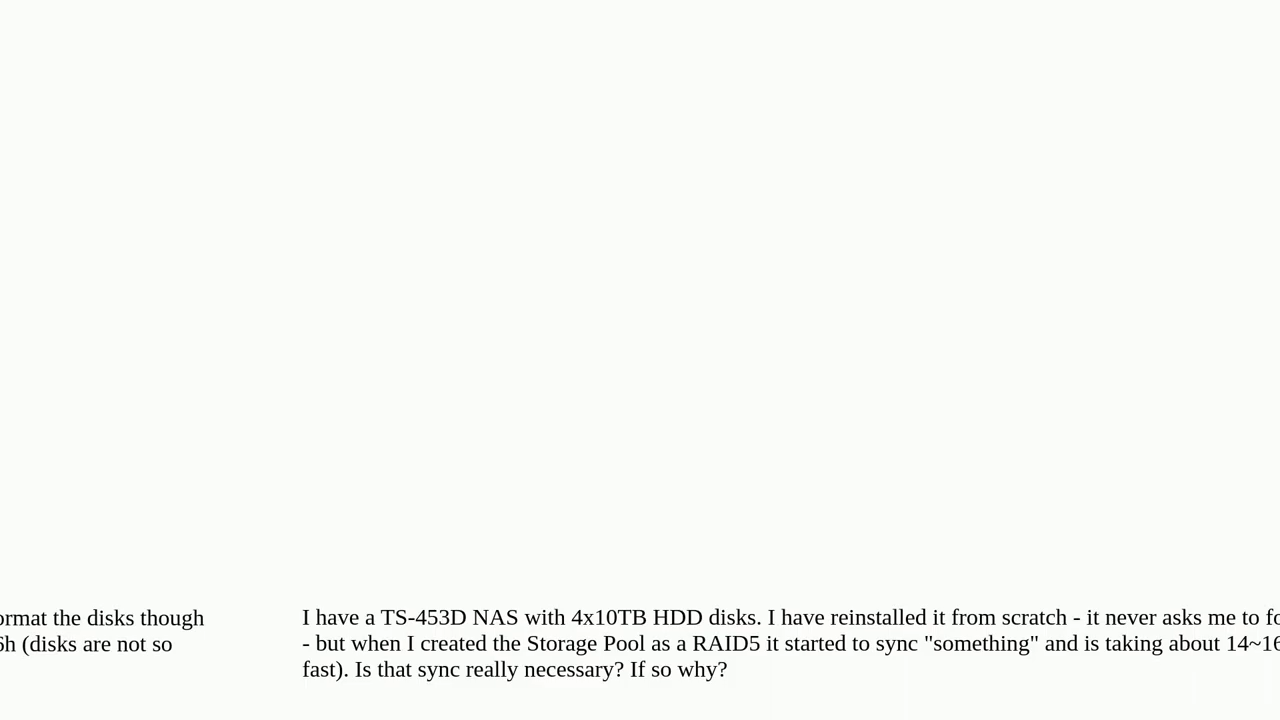 ormat the disks though
6h (disks are not so
I have a TS-453D NAS with 4x10TB HDD disks. I have reinstalled it from scratch - it never asks me to fo
- but when I created the Storage Pool as a RAID5 it started to sync "something" and is taking about 14~16
fast). Is that sync really necessary? If so why?